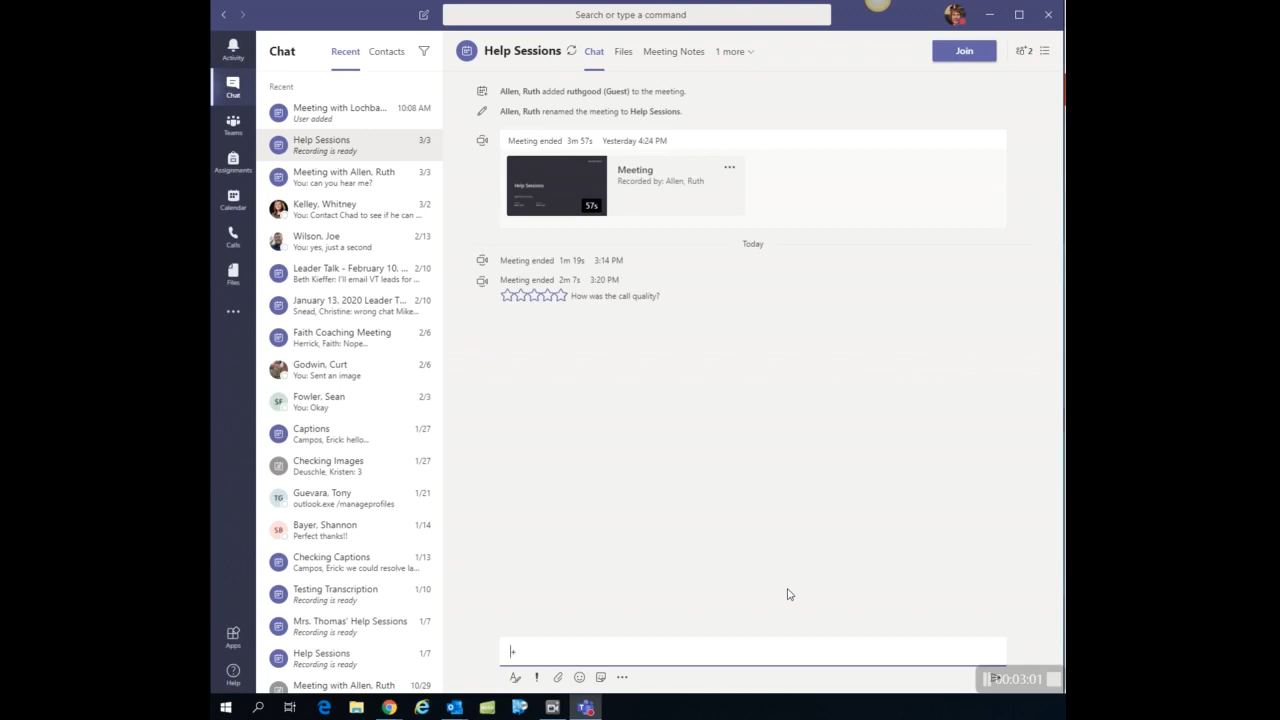 Search or type a command
Activity
Chat
Teams
Assignments
Calendar
Calls
Files
Apps
Help
Chat
Recent
Contacts
Recent
Meeting with Lochba... 10:08 AM
User added
Help Sessions 3/3
Recording is ready
Meeting with Allen, Ruth 3/3
You: can you hear me?
Kelley, Whitney 3/2
You: Contact Chad to see if he can ...
Wilson, Joe 2/13
You: yes, just a second
Leader Talk - February 10, ... 2/10
Beth Kieffer: I'll email VT leads for ...
January 13, 2020 Leader T... 2/10
Snead, Christine: wrong chat Mike...
Faith Coaching Meeting 2/6
Herrick, Faith: Nope...
Godwin, Curt 2/6
You: Sent an image
SF
Fowler, Sean 2/3
You: Okay
Captions 1/27
Campos, Erick: hello...
Checking Images 1/27
Deuschle, Kristen: 3
TG
Guevara, Tony 1/21
outlook.exe /manageprofiles
SB
Bayer, Shannon 1/14
Perfect thanks!!
Checking Captions 1/13
Campos, Erick: we could resolve la...
Testing Transcription 1/10
Recording is ready
Mrs. Thomas' Help Sessions 1/7
Recording is ready
Help Sessions 1/7
Recording is ready
Meeting with Allen, Ruth 10/29
Help Sessions Chat Files Meeting Notes 1 more Join 2
Allen, Ruth added ruthgood (Guest) to the meeting.
Allen, Ruth renamed the meeting to Help Sessions.
Meeting ended 3m 57s Yesterday 4:24 PM
Help Sessions
57s
Meeting ...
Recorded by: Allen, Ruth
Today
Meeting ended 1m 19s 3:14 PM
Meeting ended 2m 7s 3:20 PM
How was the call quality?
00:03:01